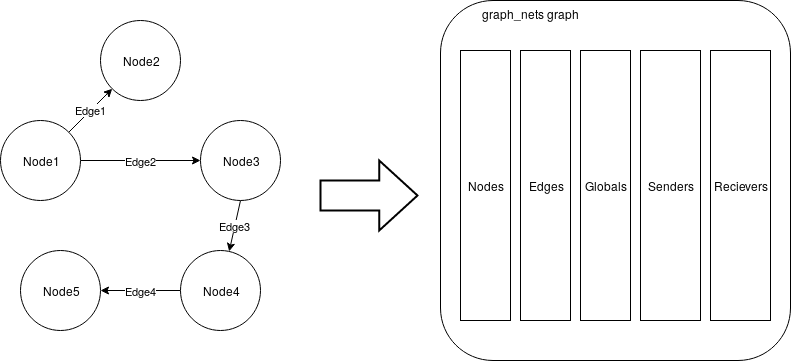 graph_nets graph
Node2
Edge1
Node1
Edge2
Node3
Edge3
Node5
Edge4
Node4
Nodes
Edges
Globals
Senders
Recievers